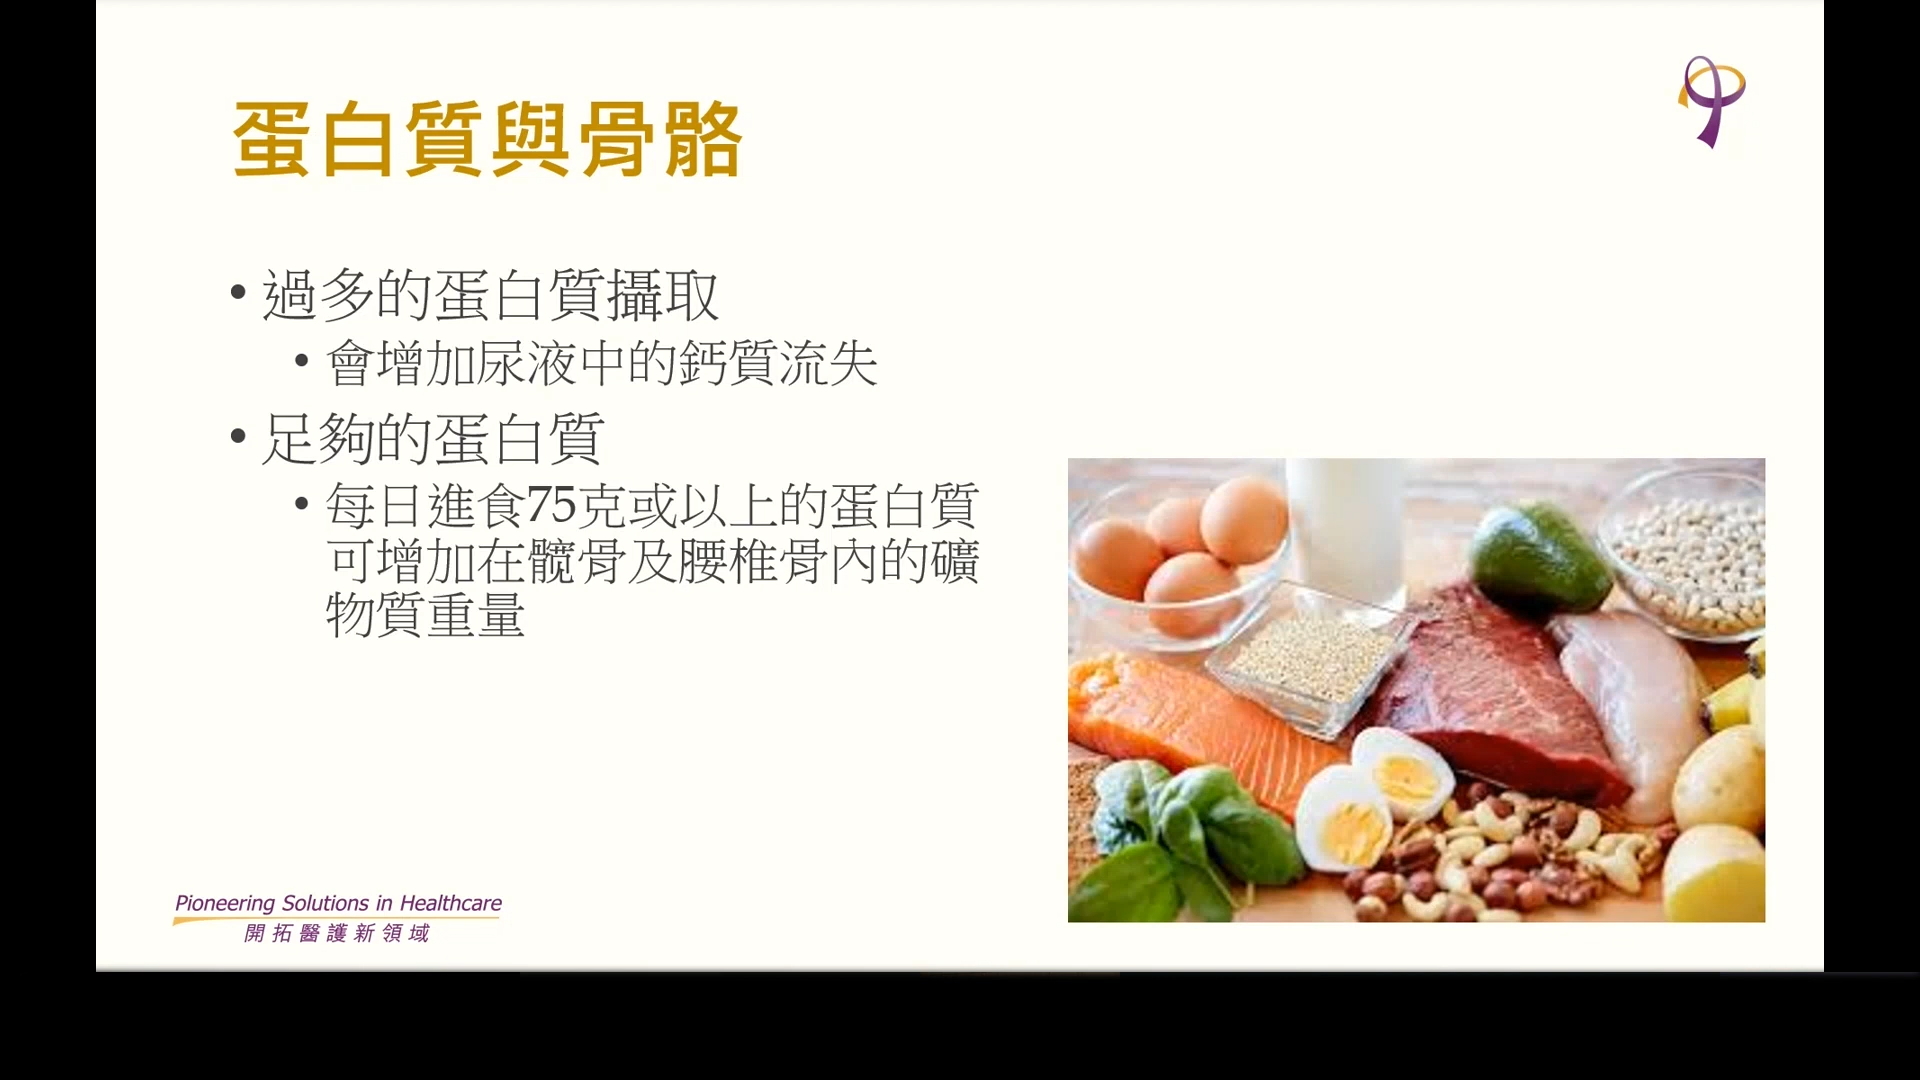 蛋白質與骨骼
• 過多的蛋白質攝取
• 會增加尿液中的鈣質流失
• 足夠的蛋白質
• 每日進食75克或以上的蛋白質
可增加在髖骨及腰椎骨內的礦
物質重量
Pioneering Solutions in Healthcare
開拓醫護新領域